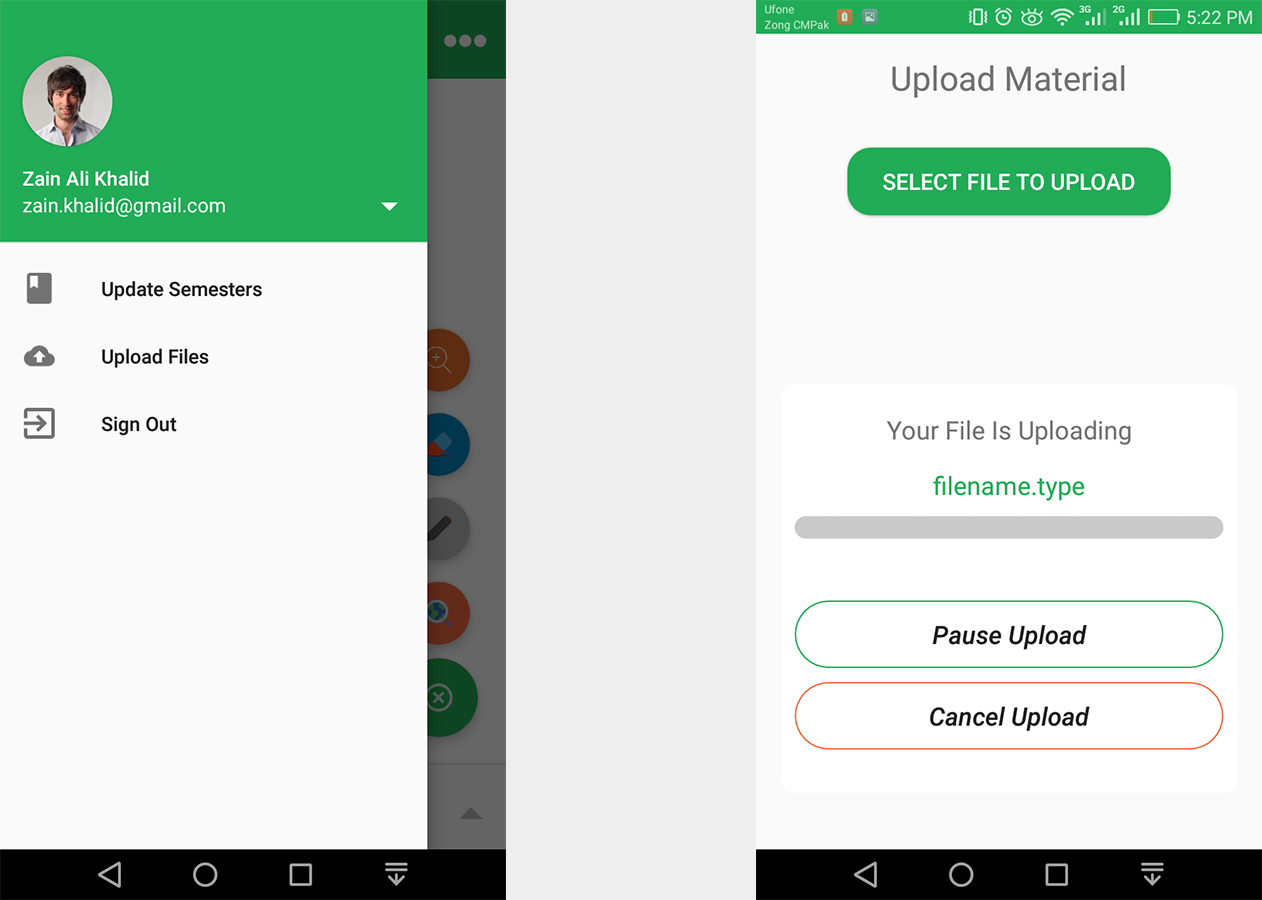 Zain Ali Khalid
zain.khalid@gmail.com
Update Semesters
Upload Files
Sign Out
Ufone
Zong CMPak
3G
2G
5:22 PM
Upload Material
SELECT FILE TO UPLOAD
Your File Is Uploading
filename.type
Pause Upload
Cancel Upload